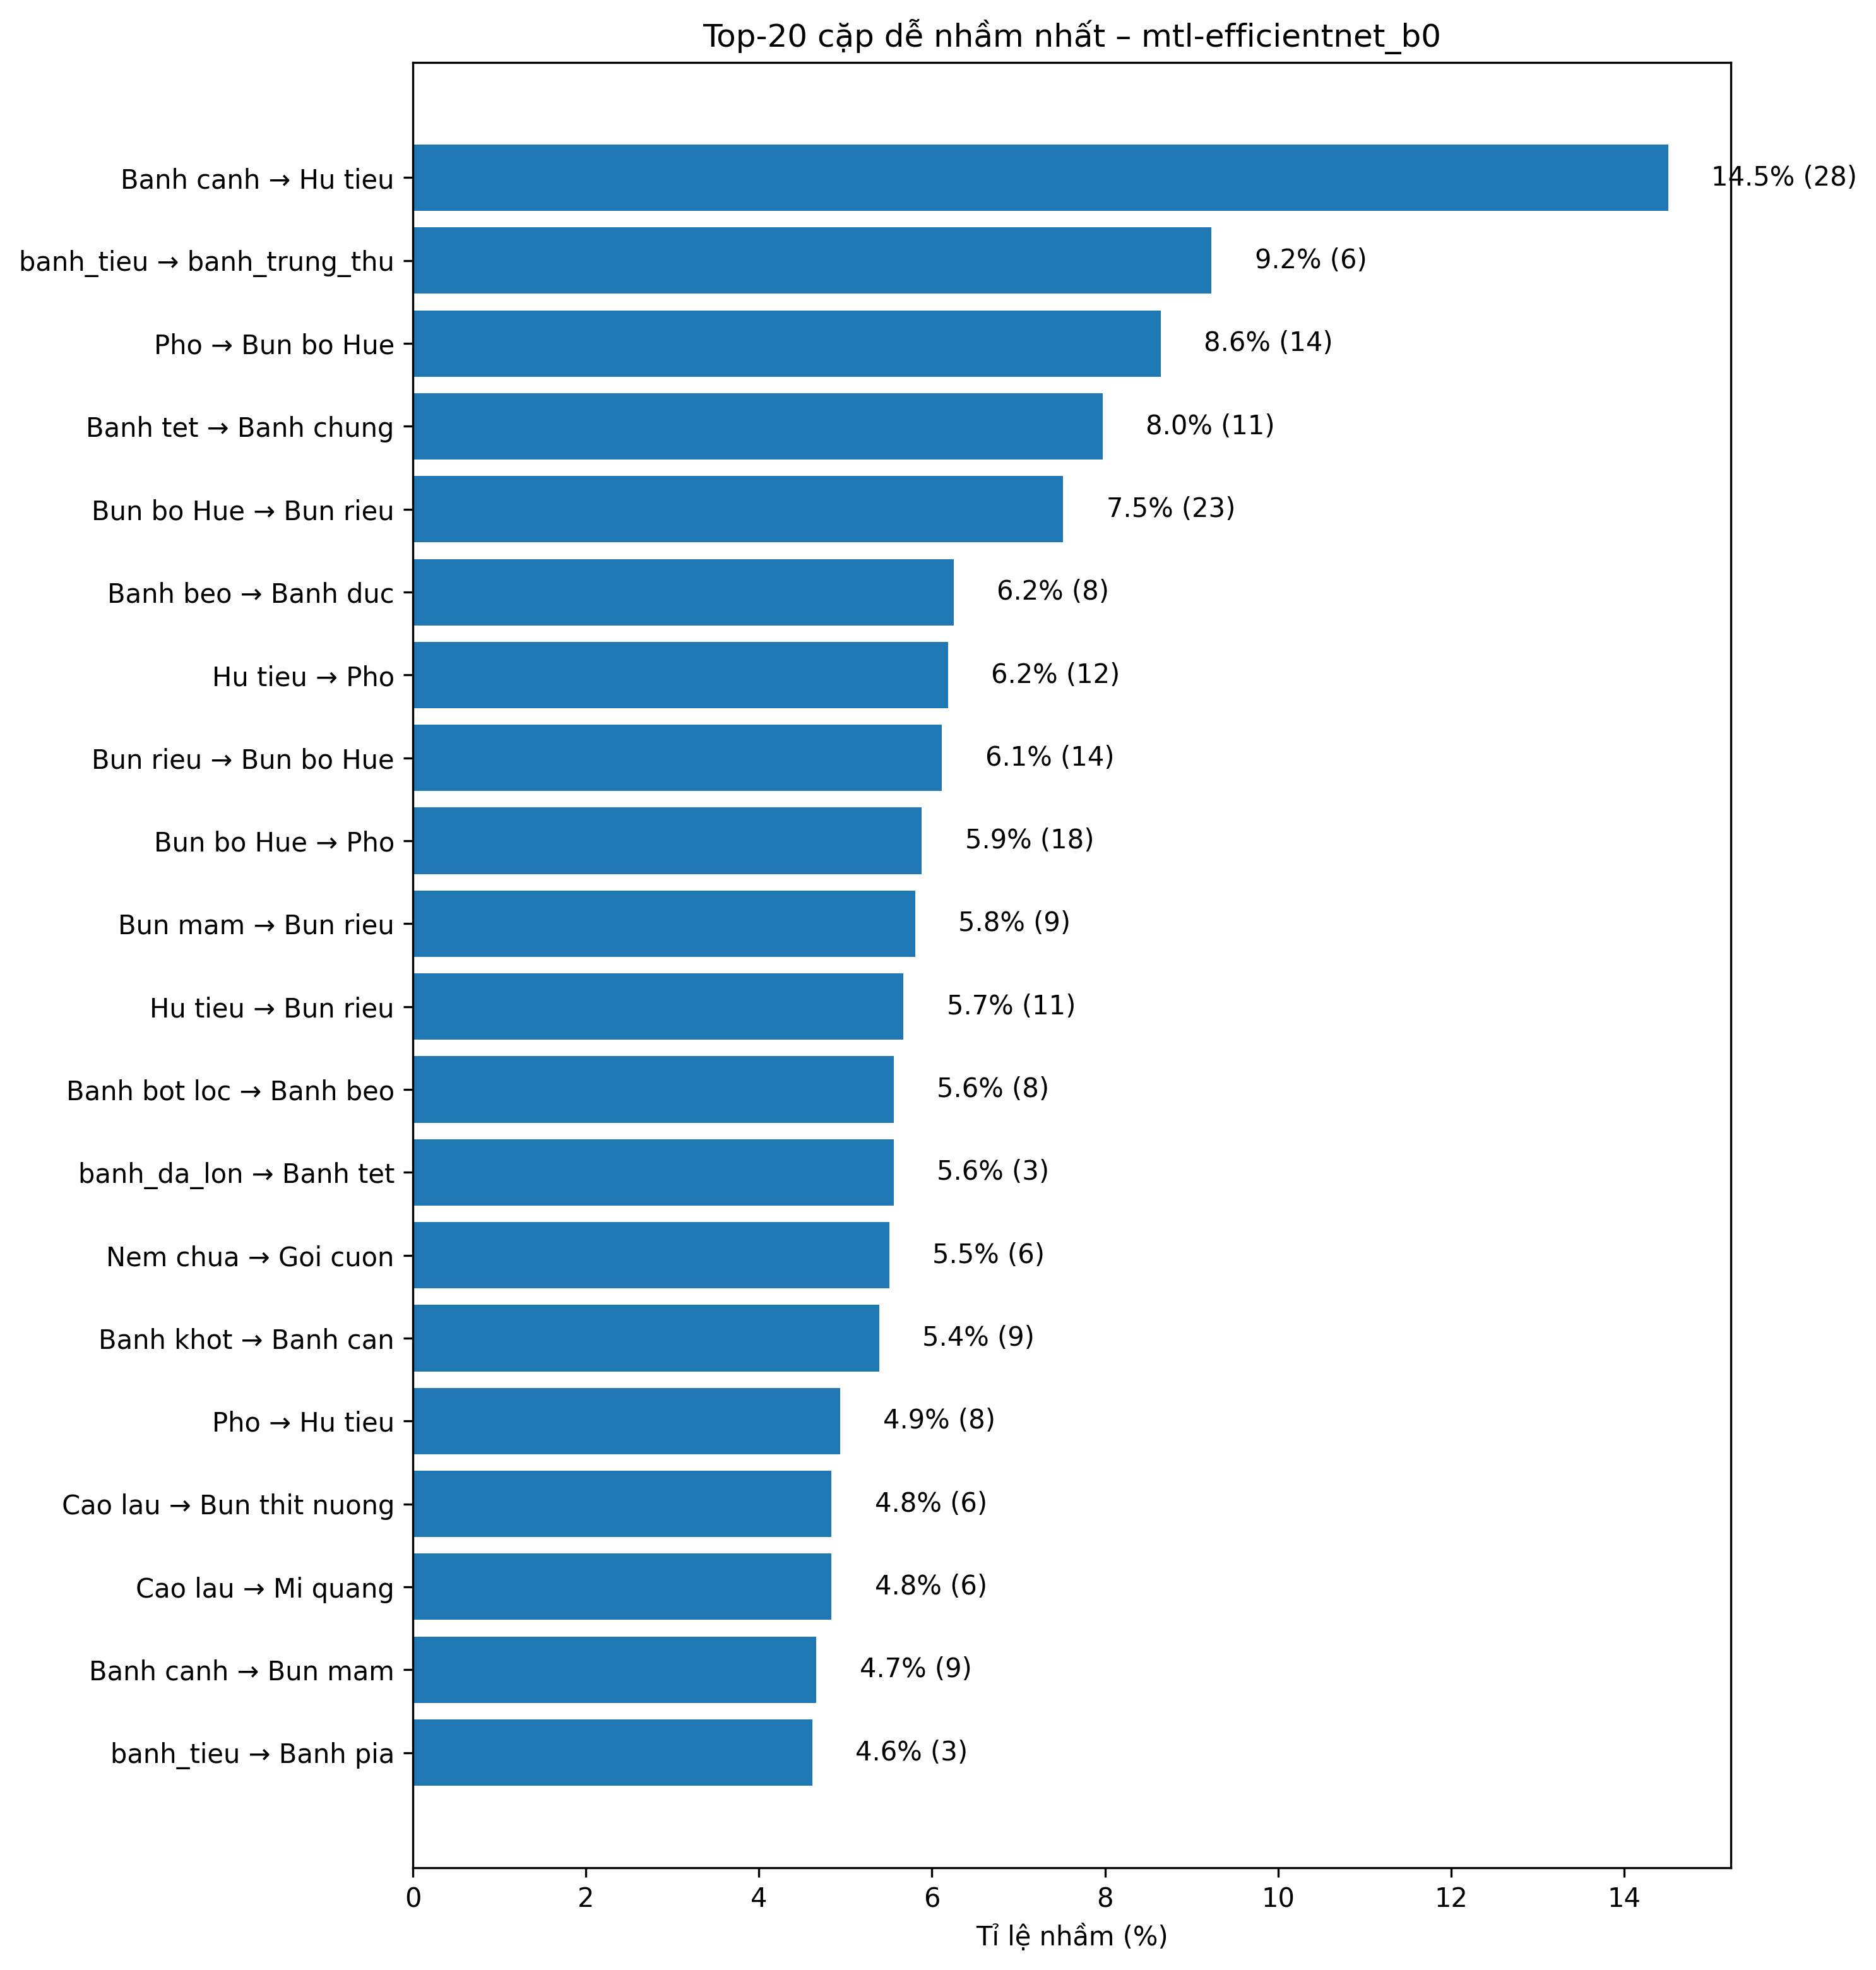 Top-20 cặp dễ nhầm nhất – mtl-efficientnet_b0
Banh canh → Hu tieu 14.5% (28)
banh_tieu → banh_trung_thu 9.2% (6)
Pho → Bun bo Hue 8.6% (14)
Banh tet → Banh chung 8.0% (11)
Bun bo Hue → Bun rieu 7.5% (23)
Banh beo → Banh duc 6.2% (8)
Hu tieu → Pho 6.2% (12)
Bun rieu → Bun bo Hue 6.1% (14)
Bun bo Hue → Pho 5.9% (18)
Bun mam → Bun rieu 5.8% (9)
Hu tieu → Bun rieu 5.7% (11)
Banh bot loc → Banh beo 5.6% (8)
banh_da_lon → Banh tet 5.6% (3)
Nem chua → Goi cuon 5.5% (6)
Banh khot → Banh can 5.4% (9)
Pho → Hu tieu 4.9% (8)
Cao lau → Bun thit nuong 4.8% (6)
Cao lau → Mi quang 4.8% (6)
Banh canh → Bun mam 4.7% (9)
banh_tieu → Banh pia 4.6% (3)
0 2 4 6 8 10 12 14
Tỉ lệ nhầm (%)